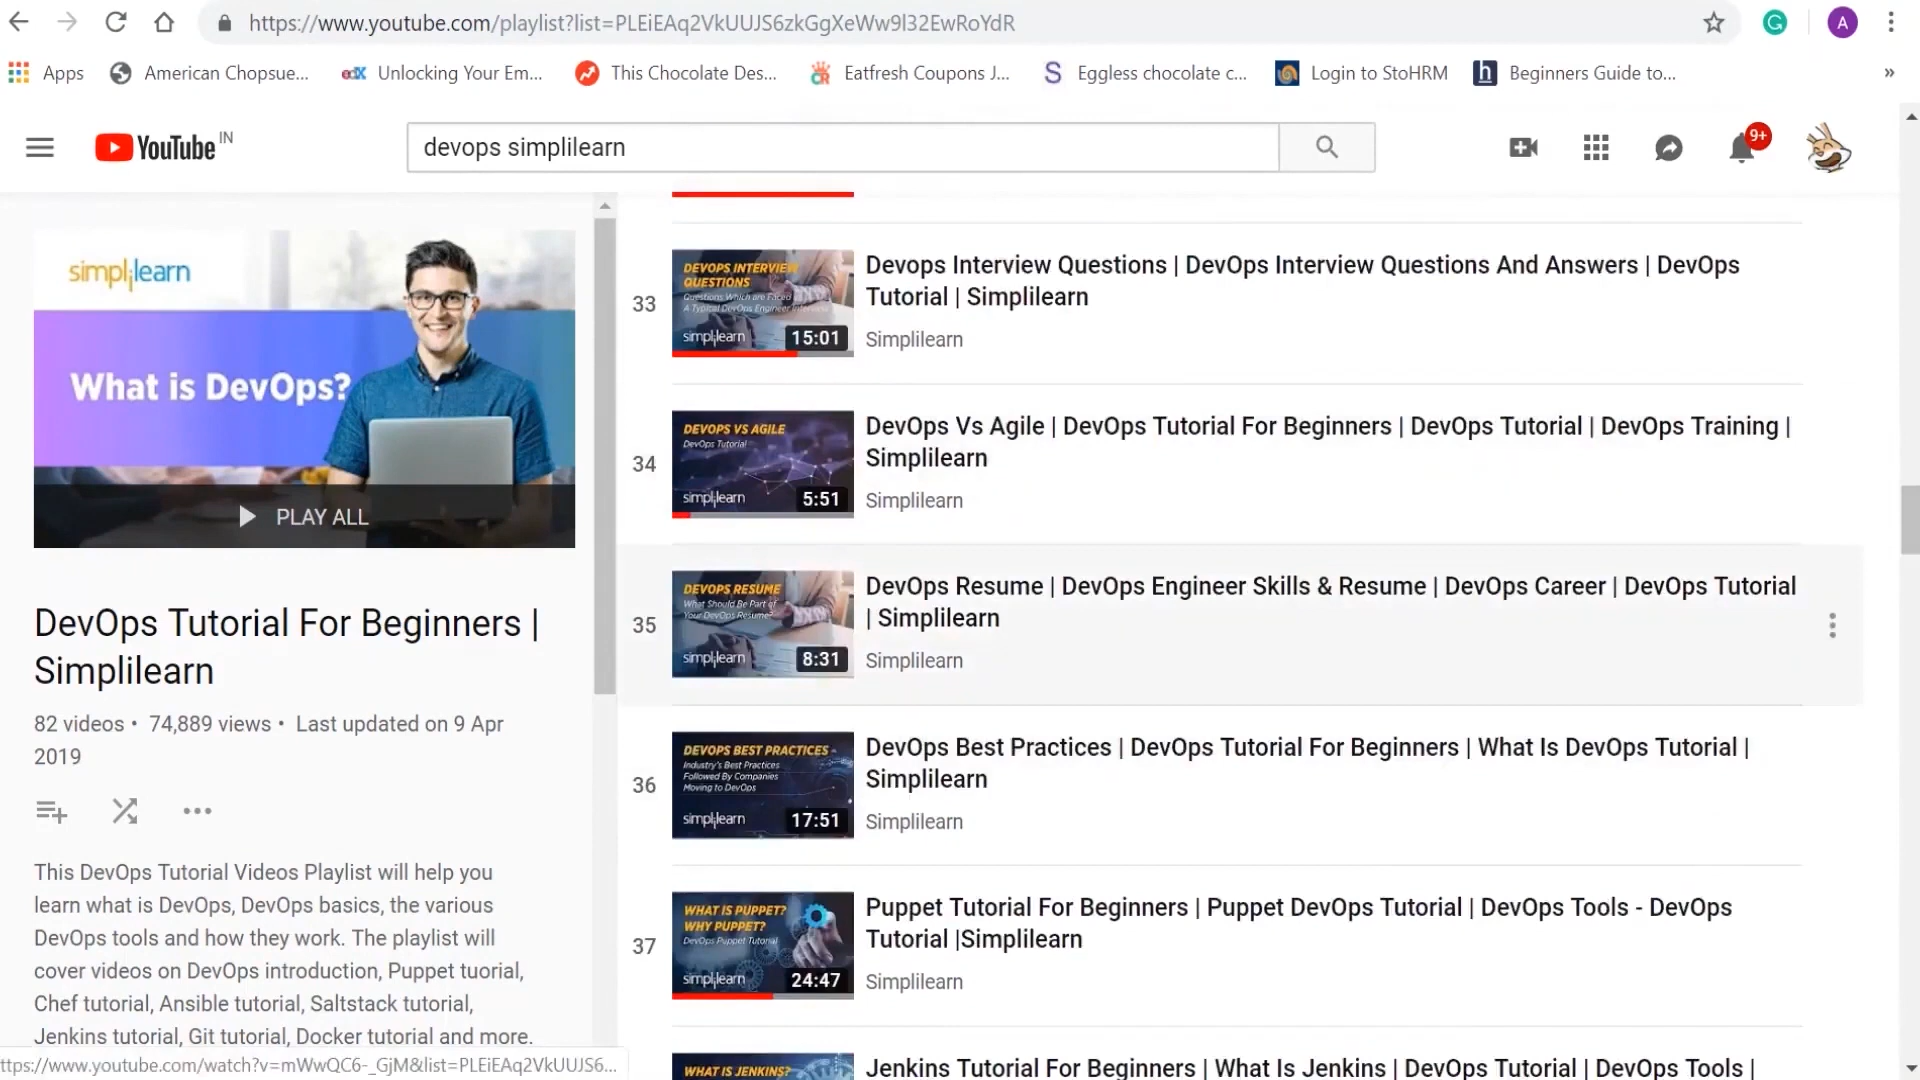 https://www.youtube.com/playlist?list=PLEiEAq2VkUUJS6zkGgXeWw9l32EwRoYdR
A
Apps
American Chopsue...
edX
Unlocking Your Em...
This Chocolate Des...
CR
Eatfresh Coupons J...
S
Eggless chocolate c...
Login to StoHRM
h
Beginners Guide to...
»
YouTube IN
devops simplilearn
9+
simplilearn
What is DevOps?
PLAY ALL
DevOps Tutorial For Beginners |
Simplilearn
82 videos • 74,889 views • Last updated on 9 Apr
2019
This DevOps Tutorial Videos Playlist will help you
learn what is DevOps, DevOps basics, the various
DevOps tools and how they work. The playlist will
cover videos on DevOps introduction, Puppet tuorial,
Chef tutorial, Ansible tutorial, Saltstack tutorial,
Jenkins tutorial, Git tutorial, Docker tutorial and more.
ttps://www.youtube.com/watch?v=mWwQC6-_GjM&list=PLEiEAq2VkUUJS6...
33
DEVOPS INTERVIEW
QUESTIONS
Questions Which are Faced
A Typical DevOps Engineer Interview
simplilearn
15:01
Devops Interview Questions | DevOps Interview Questions And Answers | DevOps
Tutorial | Simplilearn
Simplilearn
34
DEVOPS VS AGILE
DevOps Tutorial
simplilearn
5:51
DevOps Vs Agile | DevOps Tutorial For Beginners | DevOps Tutorial | DevOps Training |
Simplilearn
Simplilearn
35
DEVOPS RESUME
What Should Be Part of
Your DevOps Resume?
simplilearn
8:31
DevOps Resume | DevOps Engineer Skills & Resume | DevOps Career | DevOps Tutorial
| Simplilearn
Simplilearn
36
DEVOPS BEST PRACTICES -
Industry's Best Practices
Followed By Companies
Moving to DevOps
simplilearn
17:51
DevOps Best Practices | DevOps Tutorial For Beginners | What Is DevOps Tutorial |
Simplilearn
Simplilearn
37
WHAT IS PUPPET?
WHY PUPPET?
DevOps Puppet Tutorial
simplilearn
24:47
Puppet Tutorial For Beginners | Puppet DevOps Tutorial | DevOps Tools - DevOps
Tutorial |Simplilearn
Simplilearn
WHAT IS JENKINS?
Jenkins Tutorial For Beginners | What Is Jenkins | DevOps Tutorial | DevOps Tools |